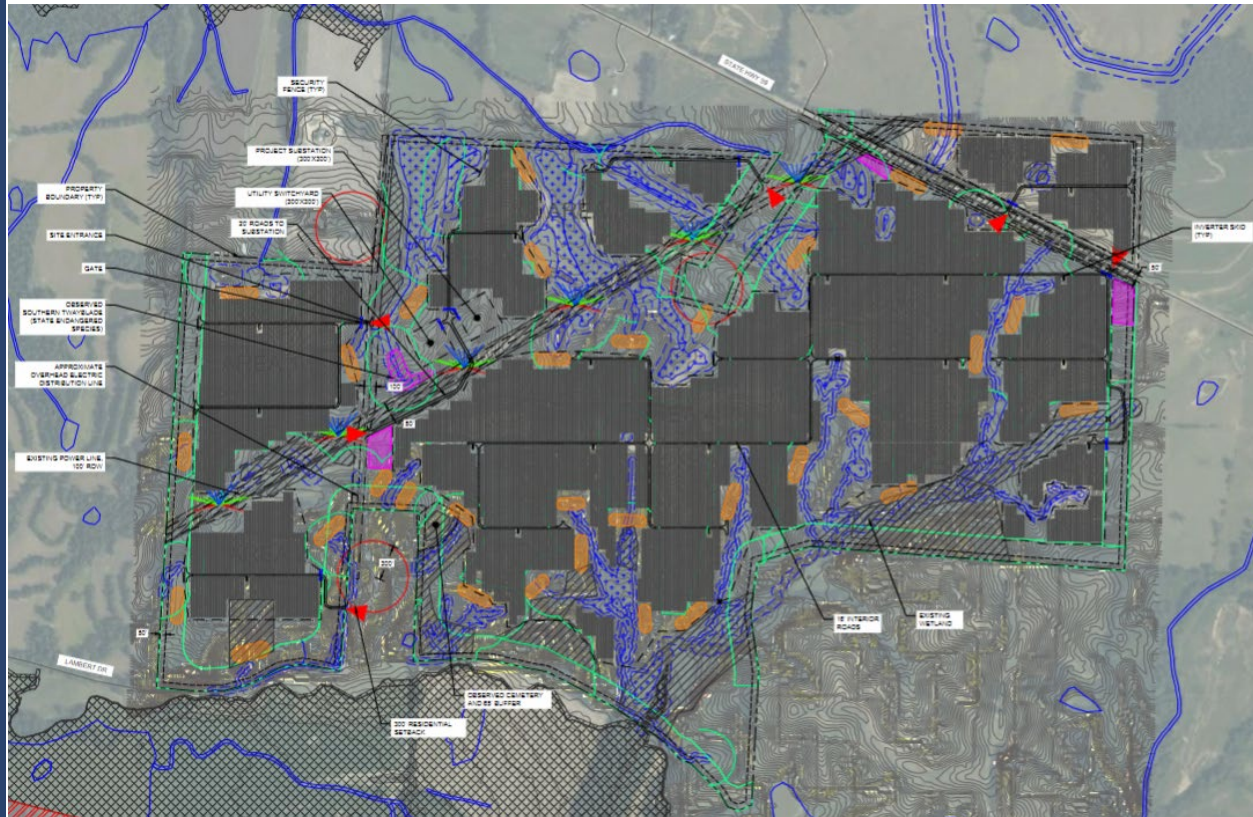 STATE HWY 38
SECURITY
FENCE (TYP)
PROJECT SUBSTATION
(300'X300')
UTILITY SWITCHYARD
(300'X300')
20' ROADS TO
SUBSTATION
PROPERTY
BOUNDARY (TYP)
SITE ENTRANCE
GATE
OBSERVED
SOUTHERN TWAYBLADE
(STATE ENDANGERED
SPECIES)
APPROXIMATE
OVERHEAD ELECTRIC
DISTRIBUTION LINE
EXISTING POWER LINE,
100' ROW
INVERTER SKID
(TYP)
50'
100'
50'
300'
50'
LAMBERT DR
OBSERVED CEMETERY
AND 65' BUFFER
300' RESIDENTIAL
SETBACK
16' INTERIOR
ROADS
EXISTING
WETLAND